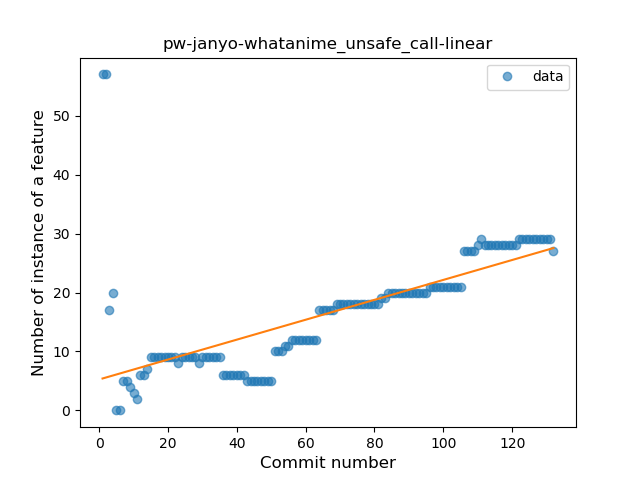 pw-janyo-whatanime_unsafe_call-linear
data
Number of instance of a feature
50
40
30
20
10
0
0 20 40 60 80 100 120
Commit number